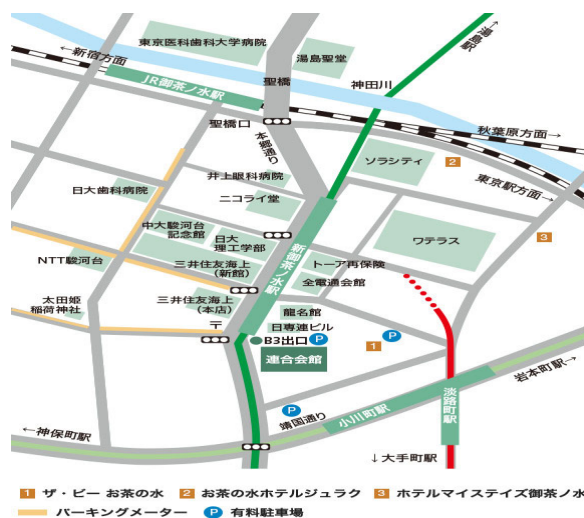 東京医科歯科大学病院
湯島聖堂
←湯島駅
←新宿方面
聖橋
神田川
JR御茶ノ水駅
聖橋口
本郷通り
秋葉原方面→
ソラシティ
2
東京駅方面→
井上眼科病院
日大歯科病院
ニコライ堂
中大駿河台
記念館
日大
理工学部
新御茶ノ水駅
ワテラス
3
NTT駿河台
三井住友海上
(新館)
トーア再保険
全電通会館
太田姫
稲荷神社
三井住友海上
(本店)
龍名館
〒
日専連ビル
B3出口
P
1
P
連合会館
岩本町駅→
淡路町駅
小川町駅
P
靖国通り
←神保町駅
↓大手町駅
1 ザ・ビー お茶の水 2 お茶の水ホテルジュラク 3 ホテルマイステイズ御茶ノ水
パーキングメーター P 有料駐車場